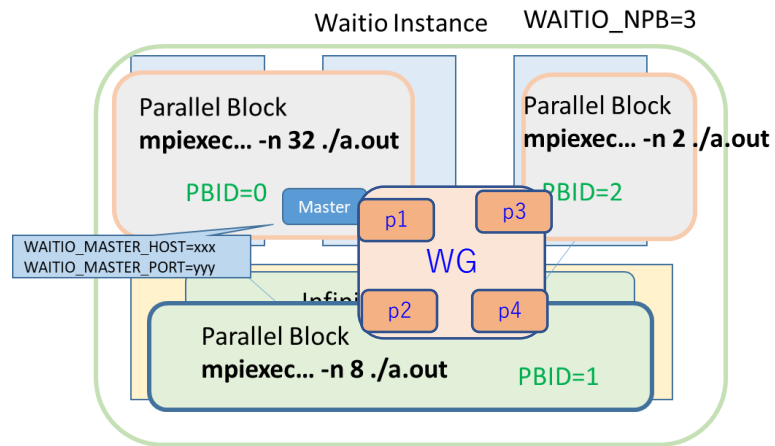 Waitio Instance
WAITIO_NPB=3
Parallel Block
mpiexec... -n 32 ./a.out
PBID=0
Master
Parallel Block
mpiexec... -n 2 ./a.out
PBID=2
WAITIO_MASTER_HOST=xxx
WAITIO_MASTER_PORT=yyy
p1
p3
WG
p2
p4
Parallel Block
mpiexec... -n 8 ./a.out
PBID=1